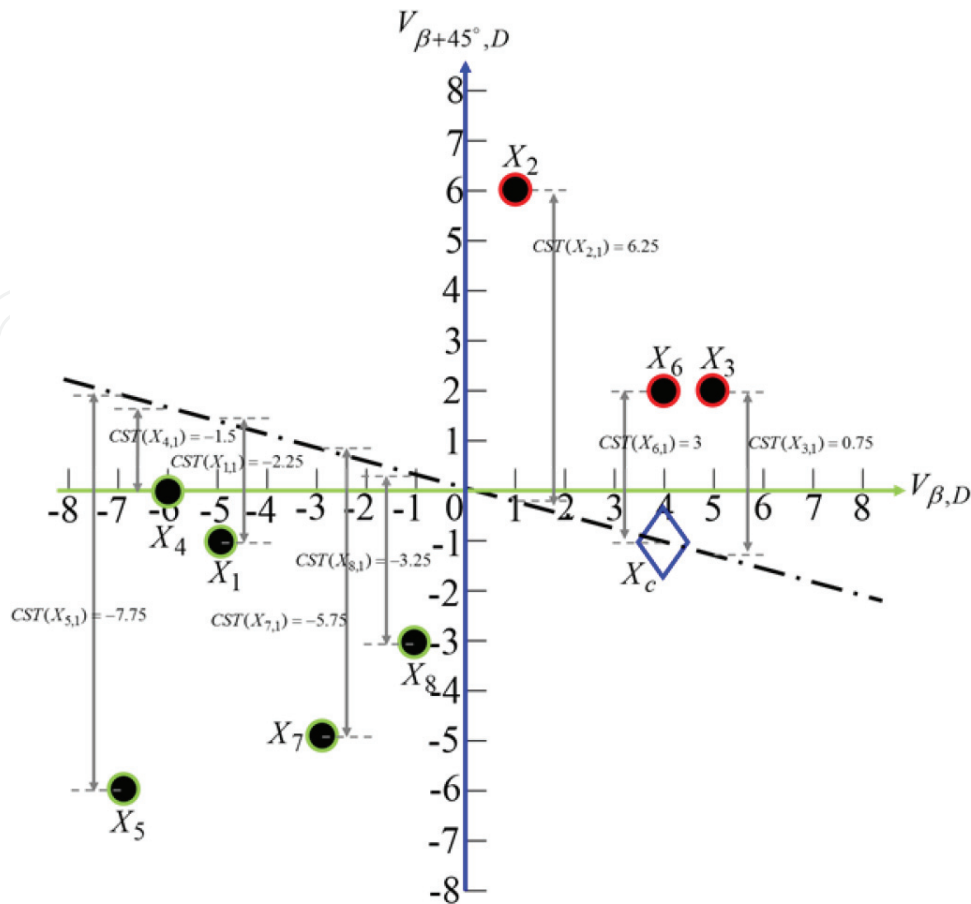 V_{β+45°,D}
8
7
X_2
6
5
CST(X_{2,1}) = 6.25
4
3
X_6 X_3
2
CST(X_{4,1}) = −1.5
1
CST(X_{6,1}) = 3
CST(X_{3,1}) = 0.75
CST(X_{1,1}) = −2.25
V_{β,D}
-8 -7 -6 -5 -4 -3 -2 -1 0 1 2 3 4 5 6 7 8
X_4
-1
X_1
CST(X_{8,1}) = −3.25
X_c
-2
CST(X_{5,1}) = −7.75
CST(X_{7,1}) = −5.75
-3
X_8
-4
X_7
-5
-6
X_5
-7
-8